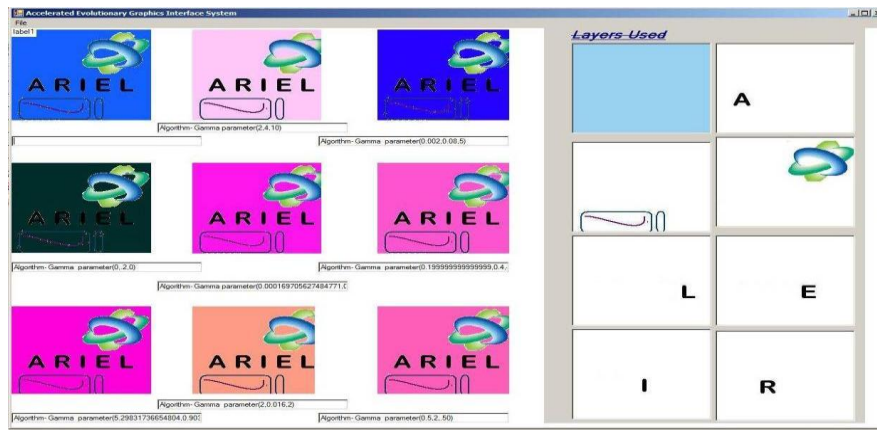 Accelerated Evolutionary Graphics Interface System
File
label1
Layers Used
ARIEL
ARIEL
ARIEL
A
Algorithm- Gamma parameter(2,4,10)
Algorithm- Gamma parameter(0.002,0.08,5)
ARIEL
ARIEL
ARIEL
Algorithm- Gamma parameter(0,.2,0)
Algorithm- Gamma parameter(0.199999999999999,0.4,
Algorithm- Gamma parameter(0.000169705627484771,0
L
E
ARIEL
ARIEL
ARIEL
I
R
Algorithm- Gamma parameter(2,0.016,2)
Algorithm- Gamma parameter(5.29831736654804,0.903
Algorithm- Gamma parameter(0.5,2,.50)